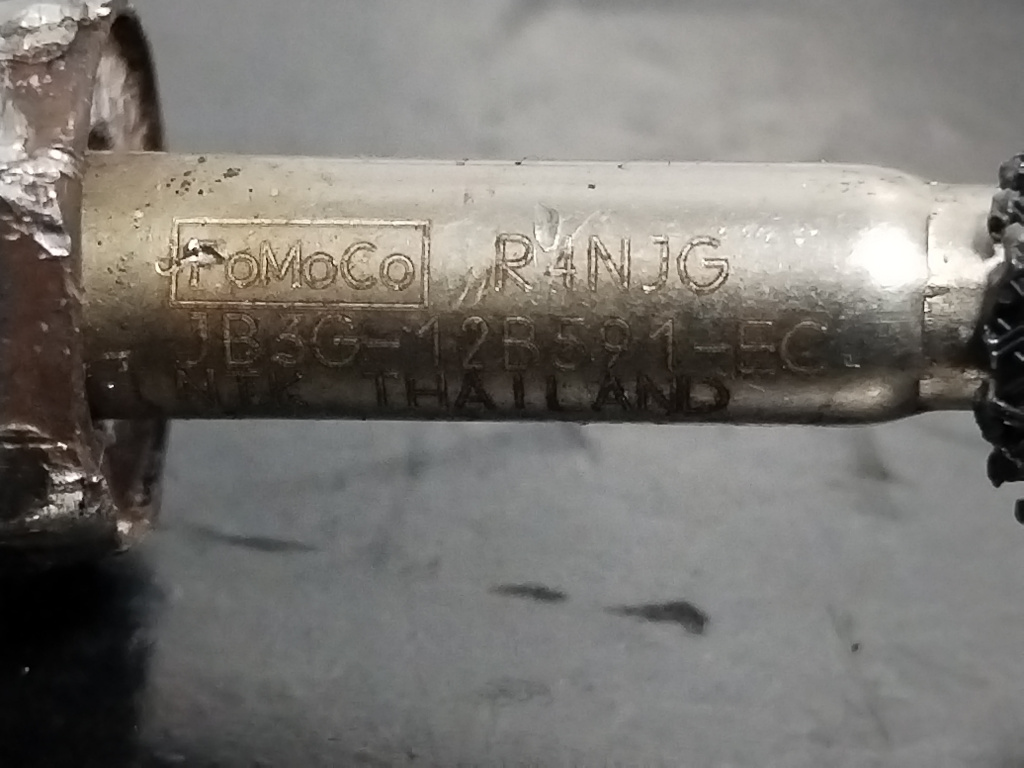 FoMoCo R4NJG
JB3G-12B591-EC
NTK THAILAND